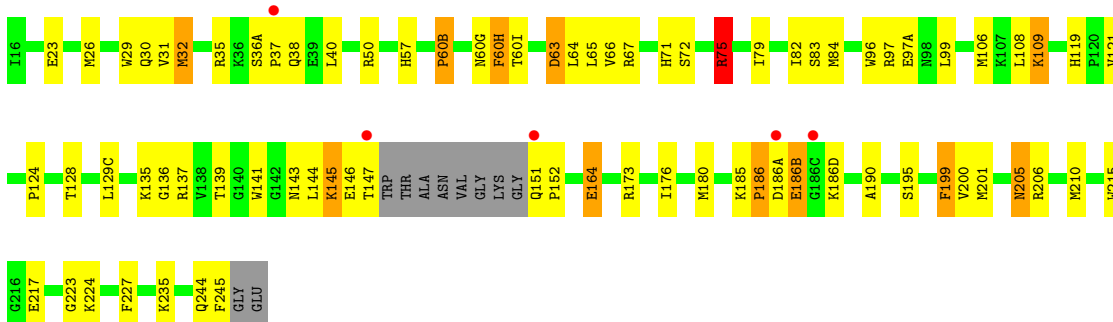 I16 E23 M26 W29 Q30 V31 M32 R35 K36 S36A P37 Q38 E39 L40 R50 H57 P60B N60G F60H T60I D63 L64 L65 V66 R67 H71 S72 R75 I79 I82 S83 M84 W96 R97 E97A N98 L99 M106 K107 L108 K109 H119 P120 V121
P124 T128 L129C K135 G136 R137 V138 T139 G140 W141 G142 N143 L144 K145 E146 T147 TRP THR ALA ASN VAL GLY LYS GLY Q151 P152 E164 R173 I176 M180 K185 P186 D186A E186B G186C K186D A190 S195 F199 V200 M201 N205 R206 M210 W215
G216 E217 G223 K224 F227 K235 Q244 F245 GLY GLU